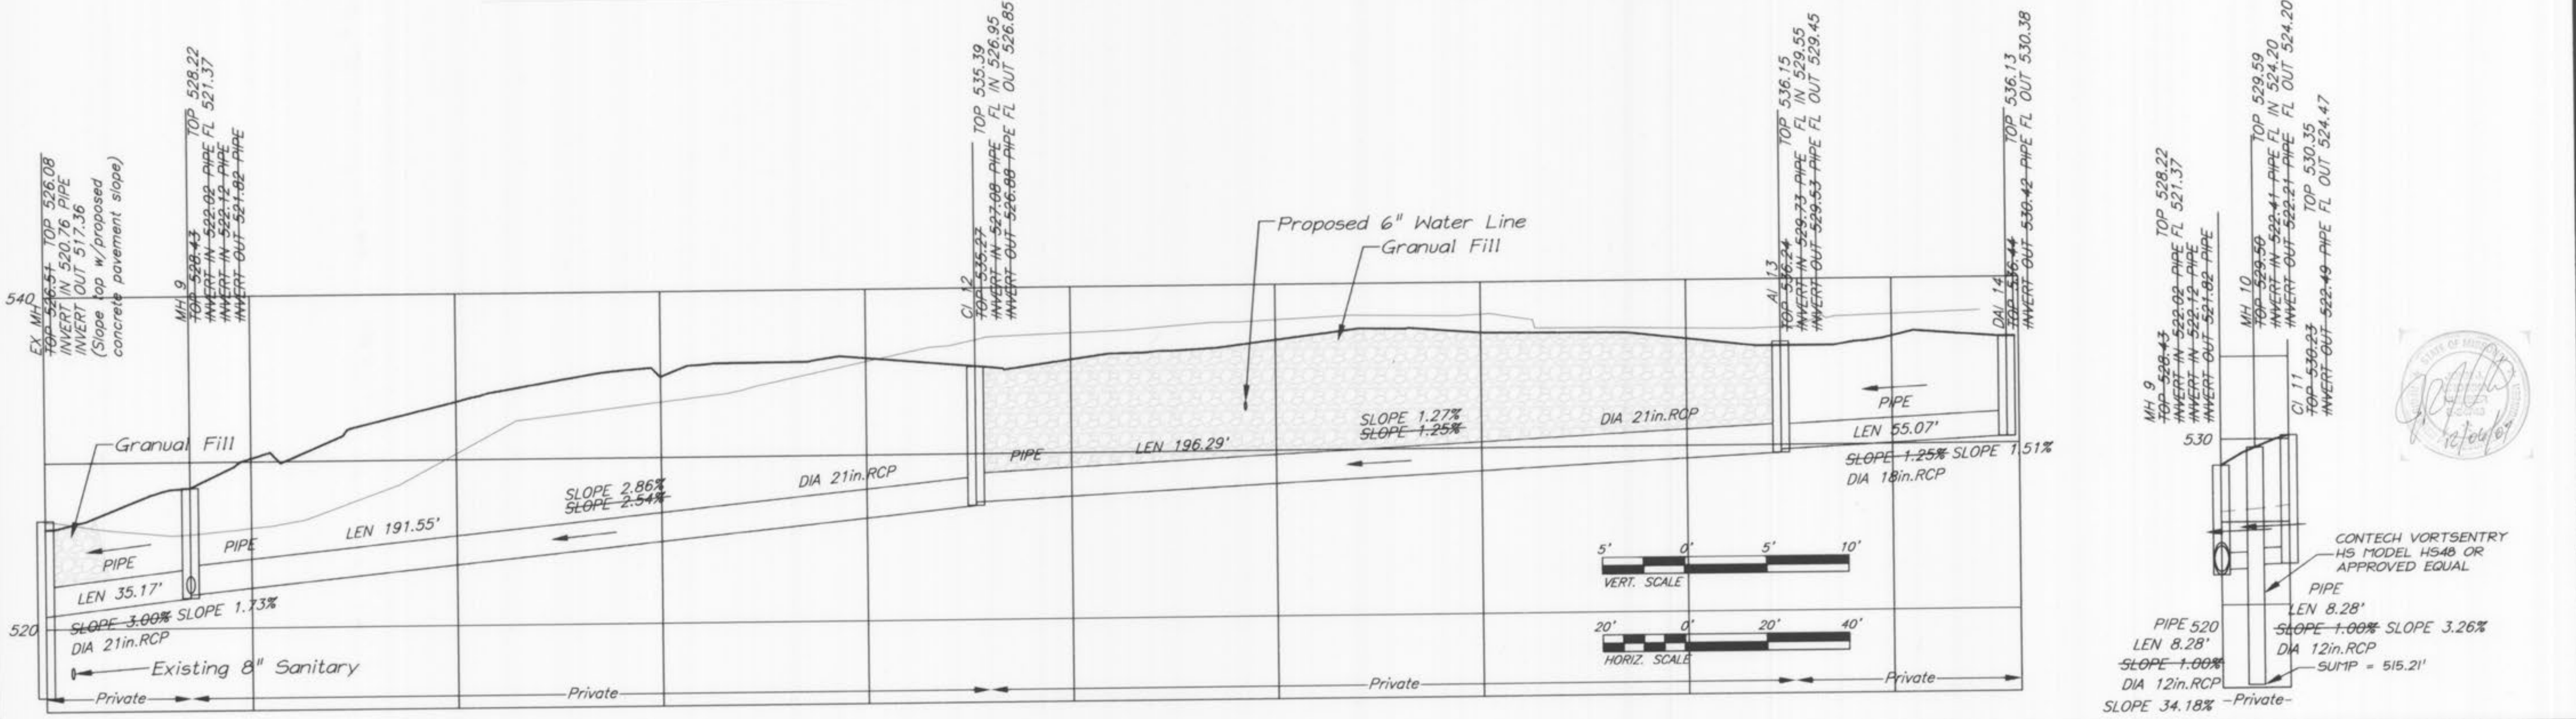 EX MH
TOP 526.51 TOP 526.08
INVERT IN 520.76 PIPE
INVERT OUT 517.36
(Slope top w/proposed
concrete pavement slope)
MH 9
TOP 528.43 TOP 528.22
INVERT IN 522.02 PIPE FL 521.37
INVERT IN 522.12 PIPE
INVERT OUT 521.82 PIPE
CI 12
TOP 535.27 TOP 535.39
INVERT IN 527.08 PIPE FL IN 526.95
INVERT OUT 526.88 PIPE FL OUT 526.85
AI 13
TOP 536.24 TOP 536.15
INVERT IN 529.73 PIPE FL IN 529.55
INVERT OUT 529.53 PIPE FL OUT 529.45
DAI 14
TOP 536.44 TOP 536.13
INVERT OUT 530.42 PIPE FL OUT 530.38
540
Proposed 6" Water Line
Granual Fill
Granual Fill
PIPE
LEN 35.17'
SLOPE 3.00% SLOPE 1.73%
DIA 21in.RCP
520
Existing 8" Sanitary
PIPE
LEN 191.55'
SLOPE 2.86%
SLOPE 2.54%
DIA 21in.RCP
PIPE
LEN 196.29'
SLOPE 1.27%
SLOPE 1.25%
DIA 21in.RCP
PIPE
LEN 55.07'
SLOPE 1.25% SLOPE 1.51%
DIA 18in.RCP
5' 0' 5' 10'
VERT. SCALE
20' 0' 20' 40'
HORIZ. SCALE
Private
Private
Private
Private
MH 9
TOP 528.43 TOP 528.22
INVERT IN 522.02 PIPE FL 521.37
INVERT IN 522.12 PIPE
INVERT OUT 521.82 PIPE
MH 10
TOP 529.50 TOP 529.59
INVERT IN 522.41 PIPE FL IN 524.20
INVERT OUT 522.21 PIPE FL OUT 524.20
CI 11
TOP 530.23 TOP 530.35
INVERT OUT 522.49 PIPE FL OUT 524.47
530
CONTECH VORTSENTRY
HS MODEL HS48 OR
APPROVED EQUAL
PIPE
LEN 8.28'
SLOPE 1.00% SLOPE 3.26%
DIA 12in.RCP
SUMP = 515.21'
PIPE 520
LEN 8.28'
SLOPE 1.00%
DIA 12in.RCP
SLOPE 34.18%
Private
STATE OF
12/06/07